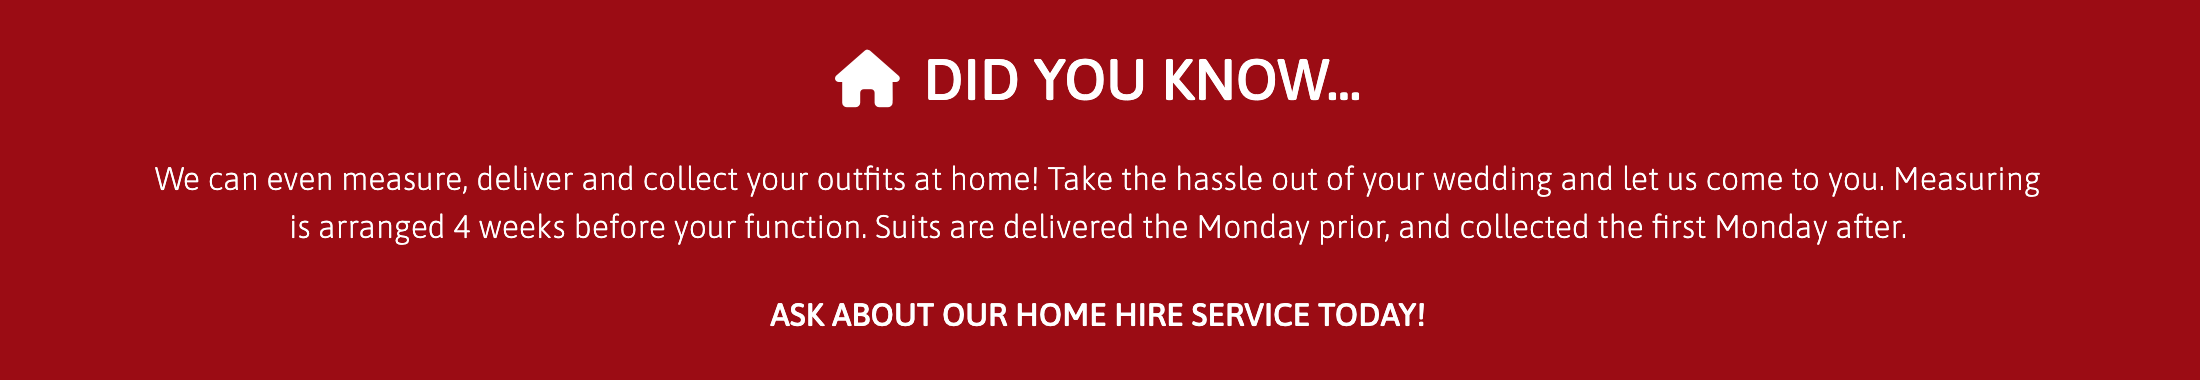 DID YOU KNOW...
We can even measure, deliver and collect your outfits at home! Take the hassle out of your wedding and let us come to you. Measuring
is arranged 4 weeks before your function. Suits are delivered the Monday prior, and collected the first Monday after.
ASK ABOUT OUR HOME HIRE SERVICE TODAY!